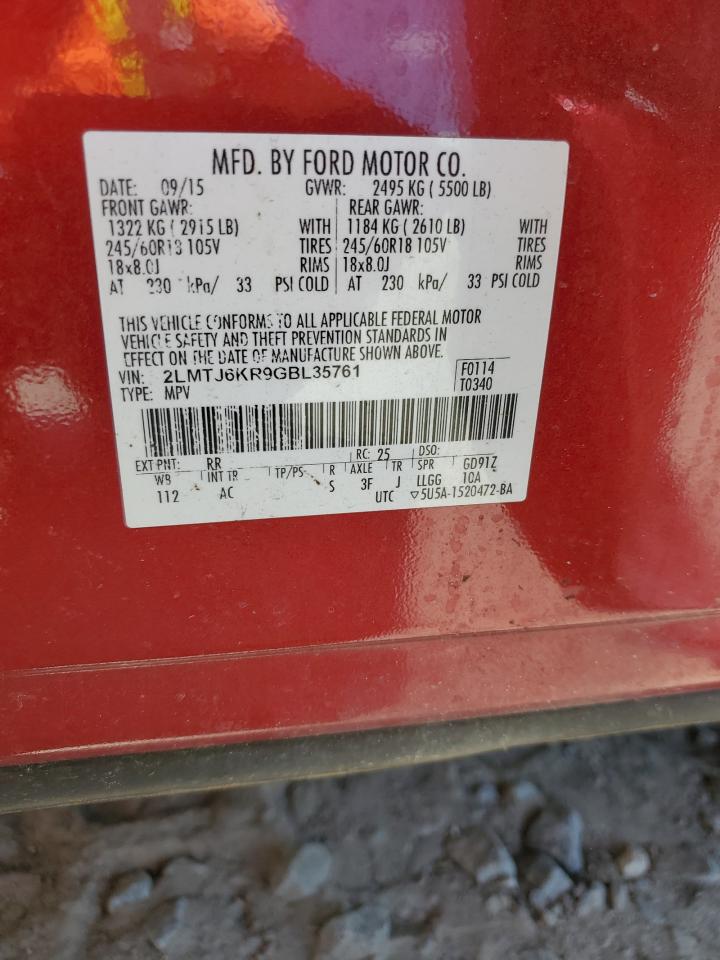 MFD. BY FORD MOTOR CO.
DATE: 09/15 GVWR: 2495 KG ( 5500 LB)
FRONT GAWR: REAR GAWR:
1322 KG ( 2915 LB) WITH 1184 KG ( 2610 LB) WITH
245/60R18 105V TIRES 245/60R18 105V TIRES
18x8.0J RIMS 18x8.0J RIMS
AT 230 kPa/ 33 PSI COLD AT 230 kPa/ 33 PSI COLD
THIS VEHICLE CONFORMS TO ALL APPLICABLE FEDERAL MOTOR
VEHICLE SAFETY AND THEFT PREVENTION STANDARDS IN
EFFECT ON THE DATE OF MANUFACTURE SHOWN ABOVE.
VIN: 2LMTJ6KR9GBL35761 F0114
TYPE: MPV T0340
EXT PNT: RR RC: 25 DSO:
WB INT TR TP/PS R AXLE TR SPR GD91Z
112 AC S 3F J LLGG 10A
UTC ▽5U5A-1520472-BA